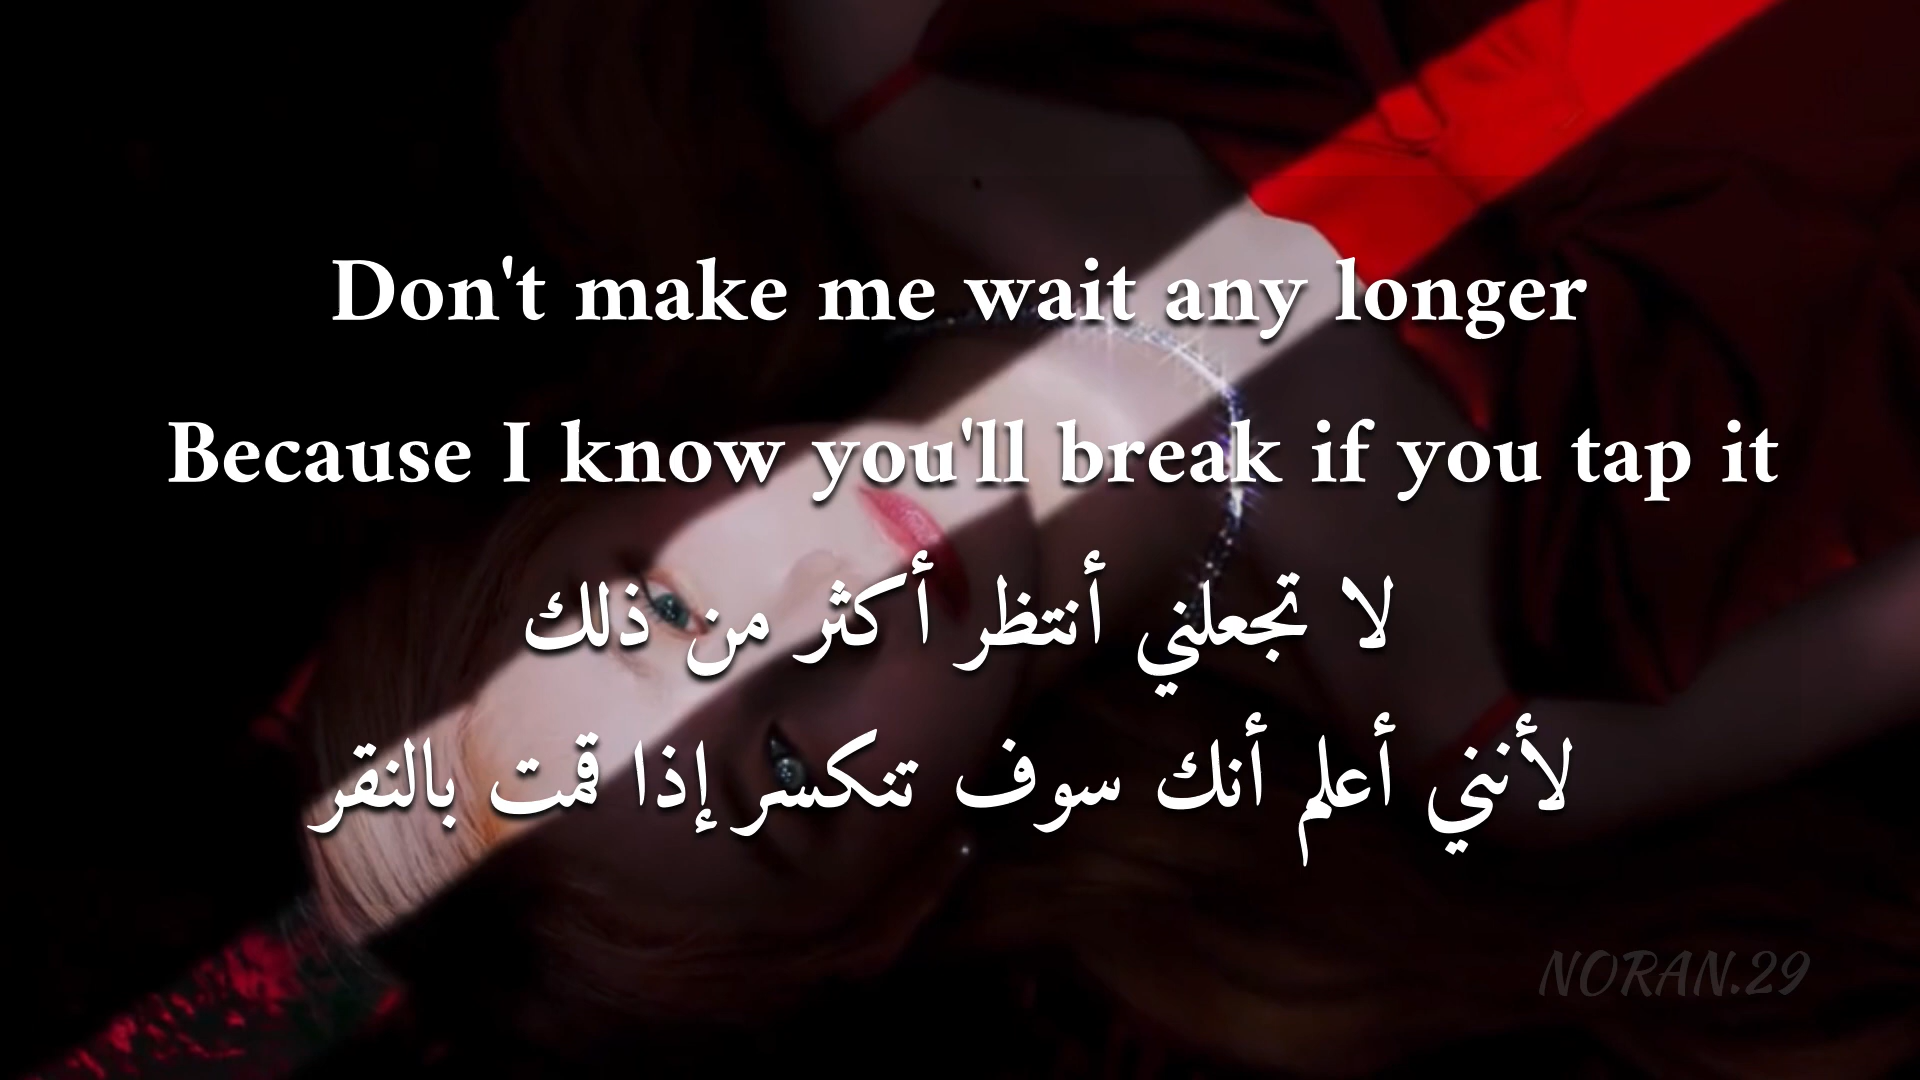 Don't make me wait any longer
Because I know you'll break if you tap it
لا تجعلني أنتظر أكثر من ذلك
لأنني أعلم أنك سوف تنكسر إذا قمت بالنقر
NORAN.29